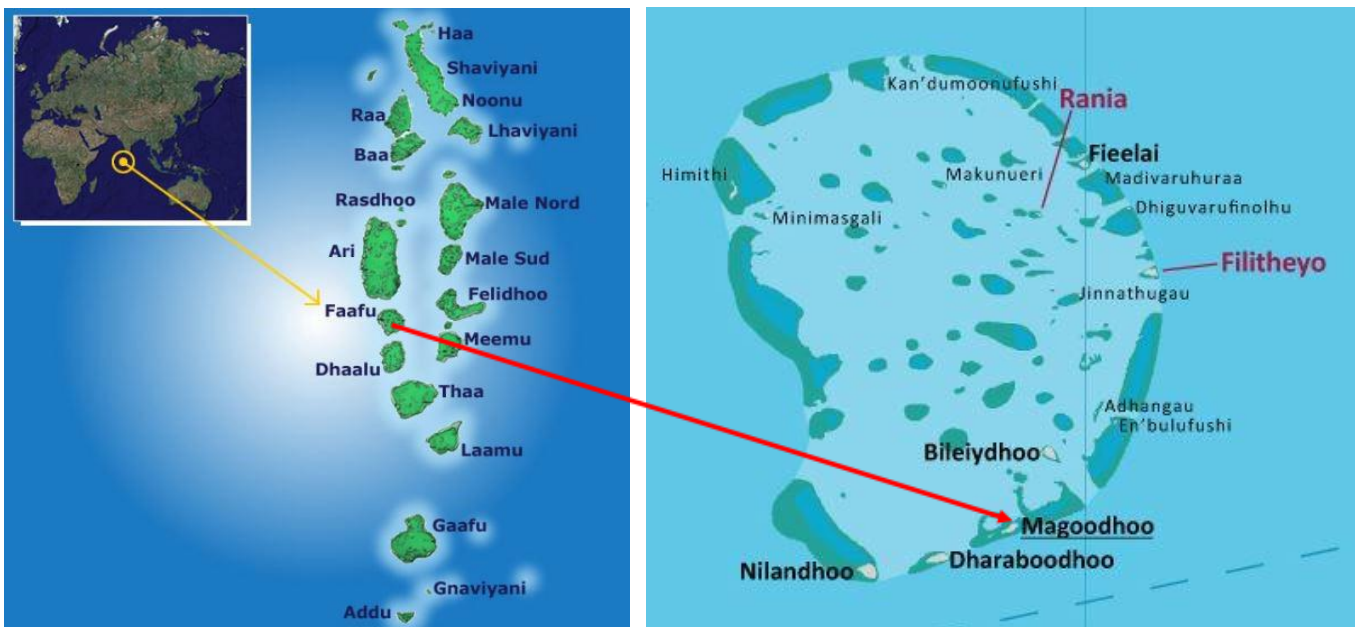 Haa
Shaviyani
Noonu
Raa
Lhaviyani
Baa
Rasdhoo
Male Nord
Ari
Male Sud
Felidhoo
Faafu
Meemu
Dhaalu
Thaa
Laamu
Gaafu
Gnaviyani
Addu
Kan'dumoonufushi
Rania
Fieelai
Himithi
Makunueri
Madivaruhuraa
Minimasgali
Dhiguvarufinolhu
Filitheyo
Jinnathugau
Adhangau
En'bulufushi
Bileiydhoo
Magoodhoo
Dharaboodhoo
Nilandhoo